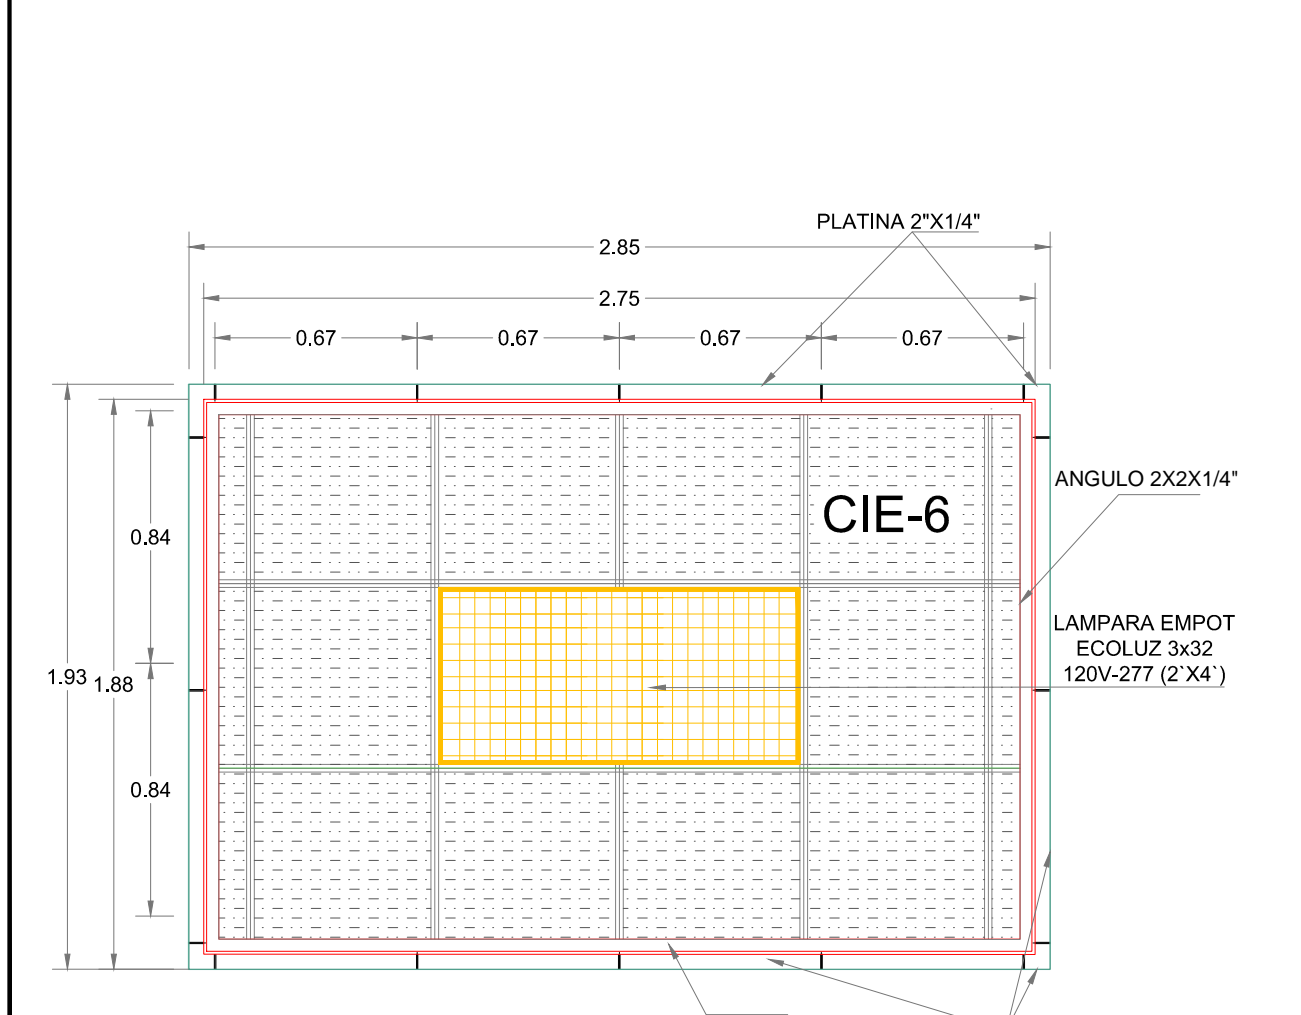 PLATINA 2"X1/4"
2.85
2.75
0.67 0.67 0.67 0.67
CIE-6
ANGULO 2X2X1/4"
0.84
LAMPARA EMPOT
ECOLUZ 3x32
120V-277 (2`X4`)
1.93 1.88
0.84